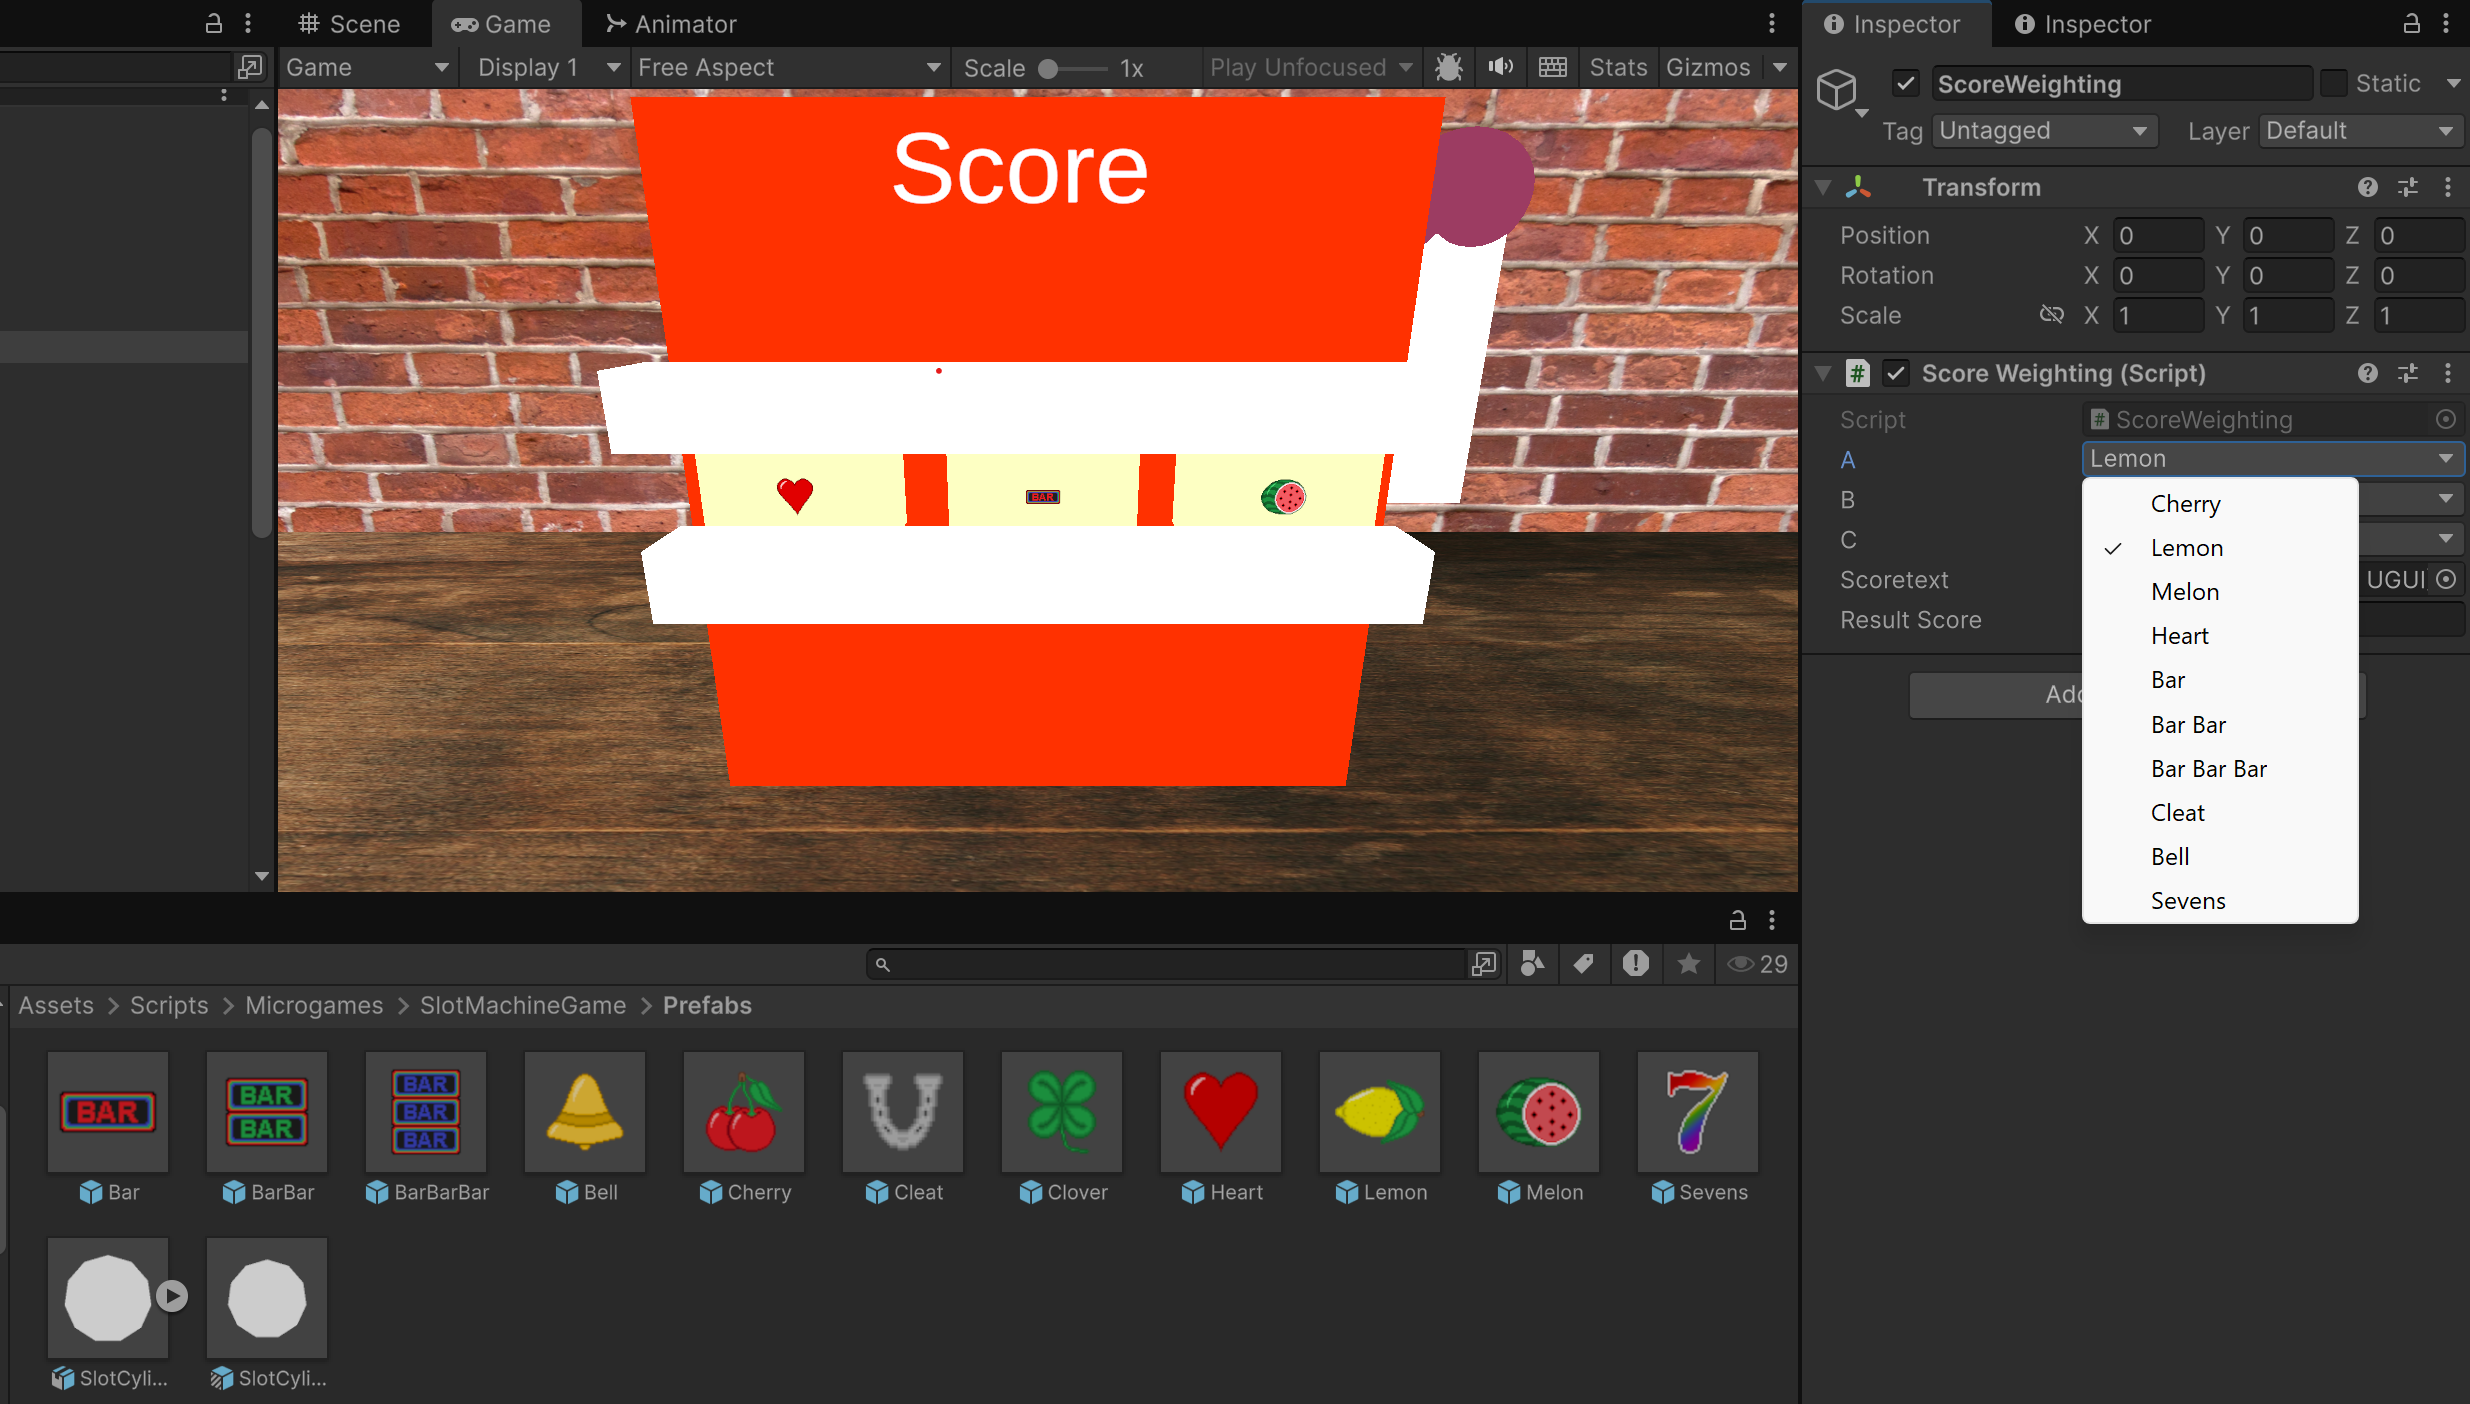 Scene
Game
Animator
Inspector
Inspector
Game
Display 1
Free Aspect
Scale
1x
Play Unfocused
Stats
Gizmos
ScoreWeighting
Static
Tag
Untagged
Layer
Default
Transform
Position X 0 Y 0 Z 0
Rotation X 0 Y 0 Z 0
Scale X 1 Y 1 Z 1
Score Weighting (Script)
Script
# ScoreWeighting
A
Lemon
B
C
Scoretext
UGUI
Result Score
Add
Cherry
Lemon
Melon
Heart
Bar
Bar Bar
Bar Bar Bar
Cleat
Bell
Sevens
Score
BAR
29
Assets > Scripts > Microgames > SlotMachineGame > Prefabs
BAR
BAR
BAR
BAR
BAR
BAR
7
Bar
BarBar
BarBarBar
Bell
Cherry
Cleat
Clover
Heart
Lemon
Melon
Sevens
SlotCyli...
SlotCyli...